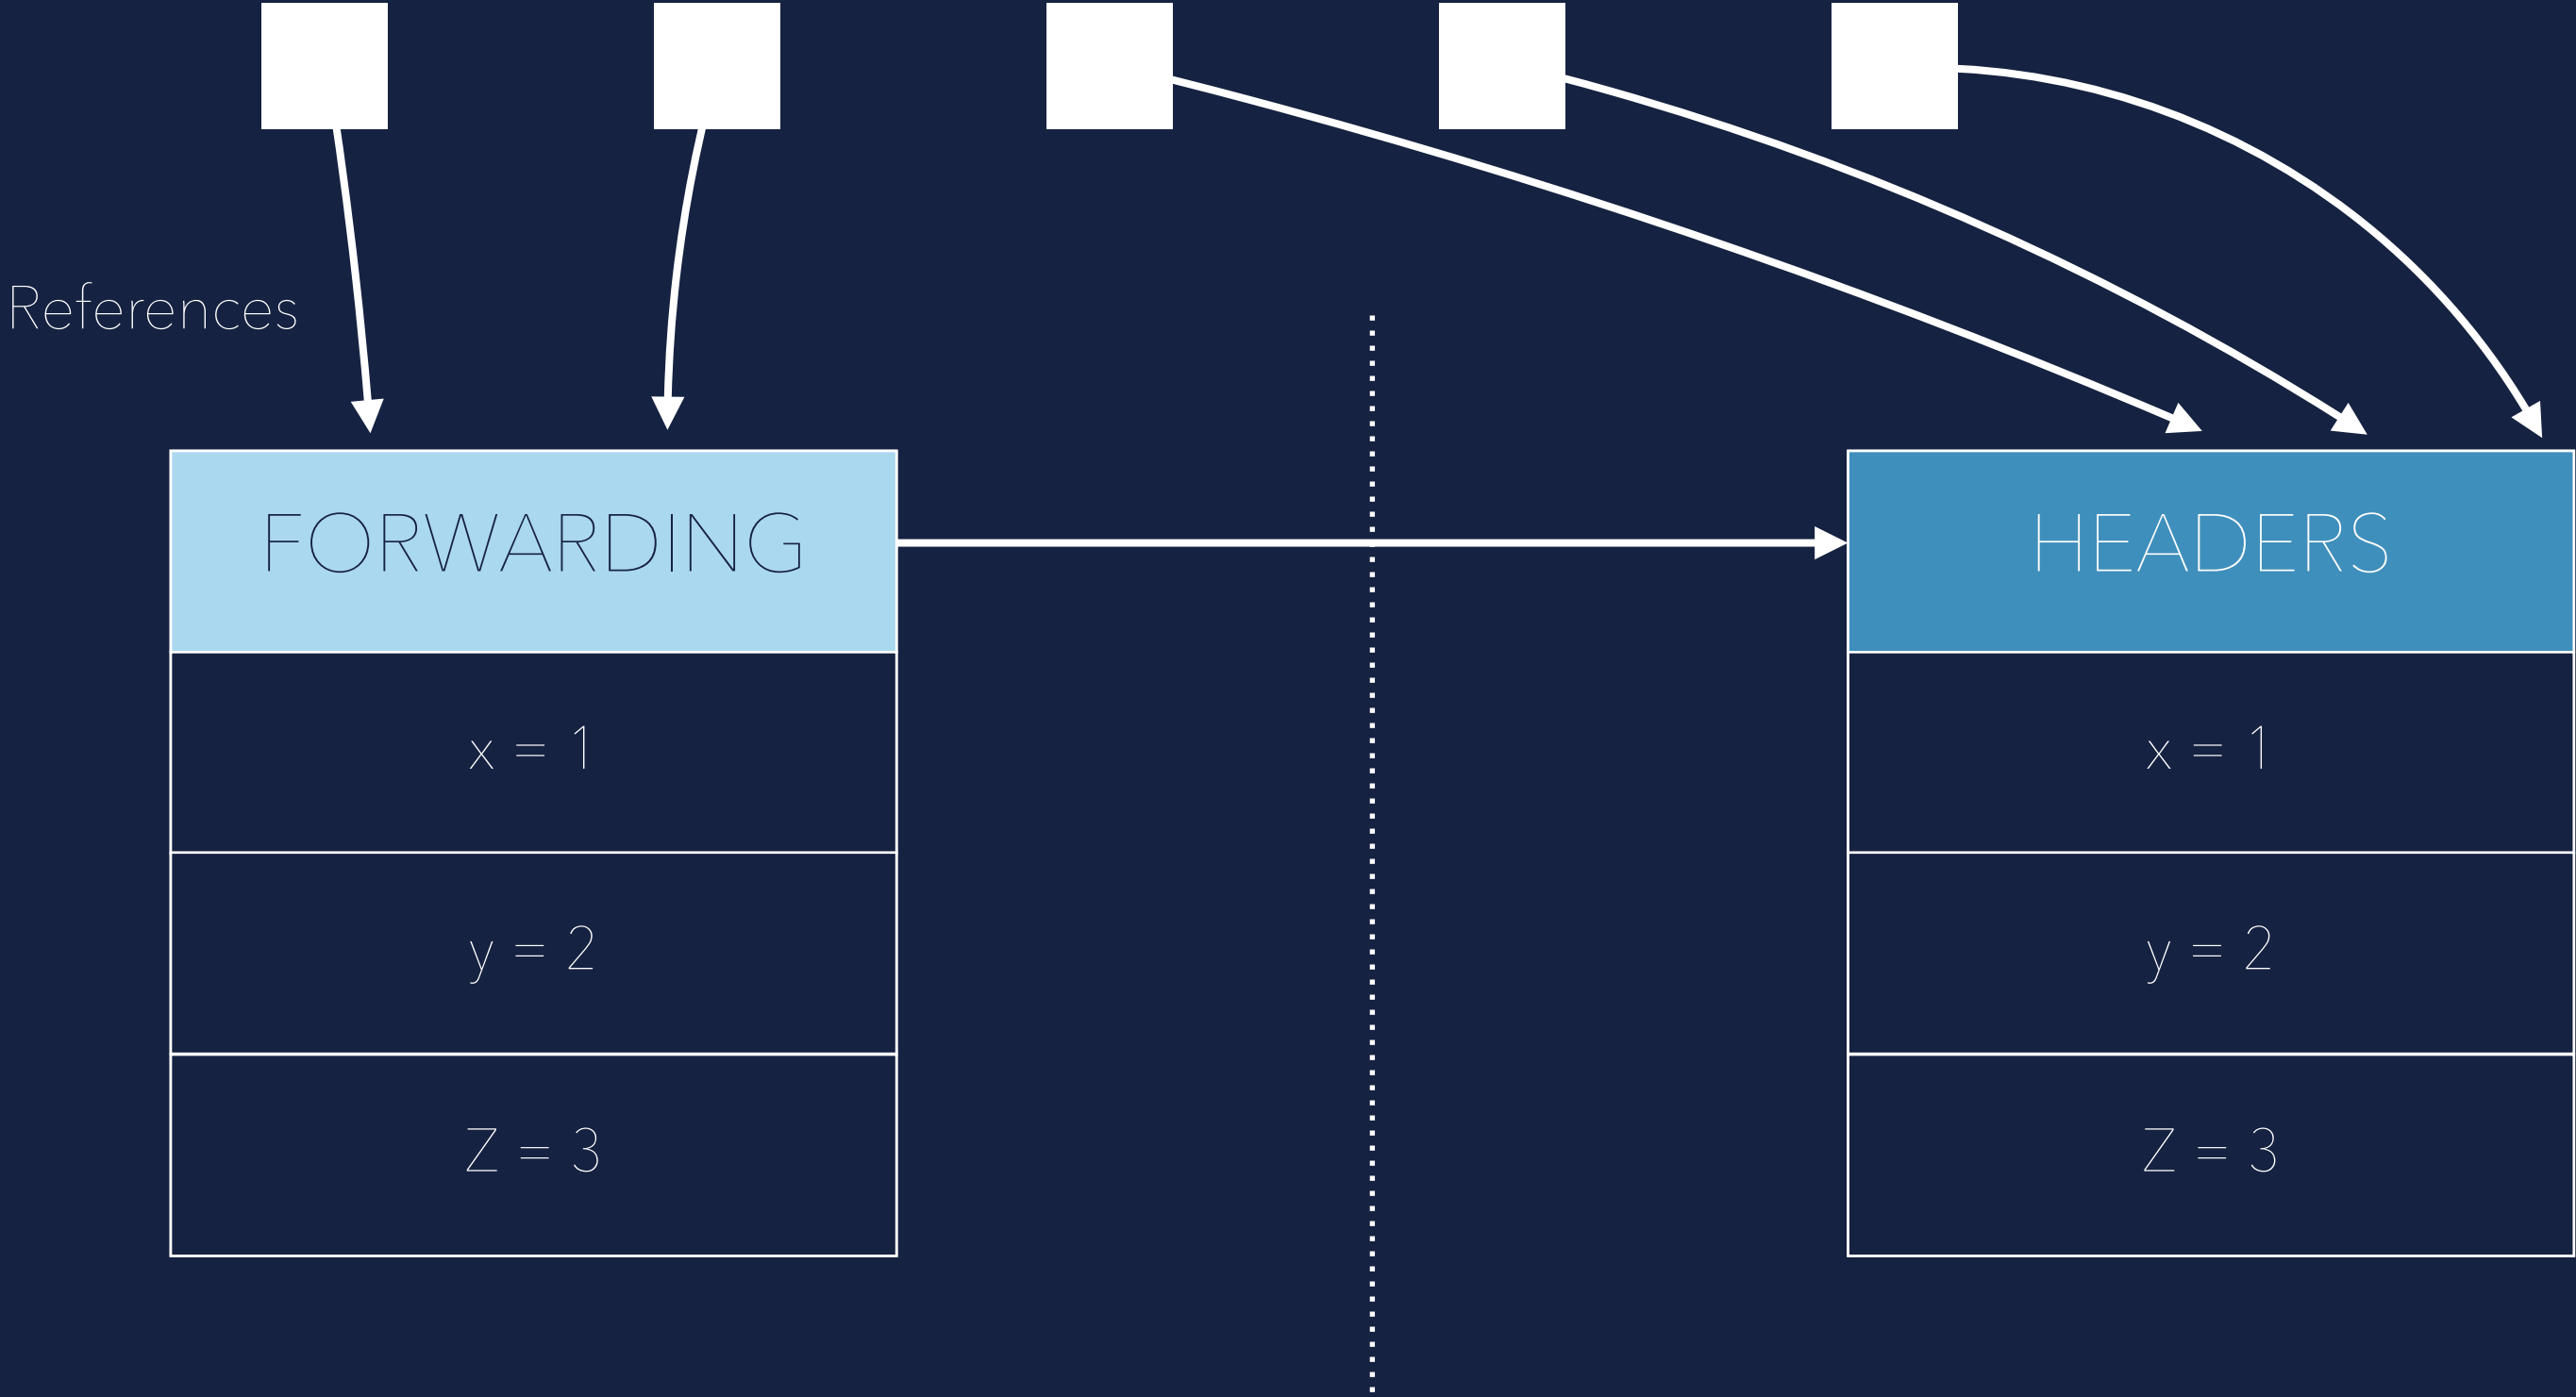 References
FORWARDING
HEADERS
x = 1
x = 1
y = 2
y = 2
Z = 3
Z = 3